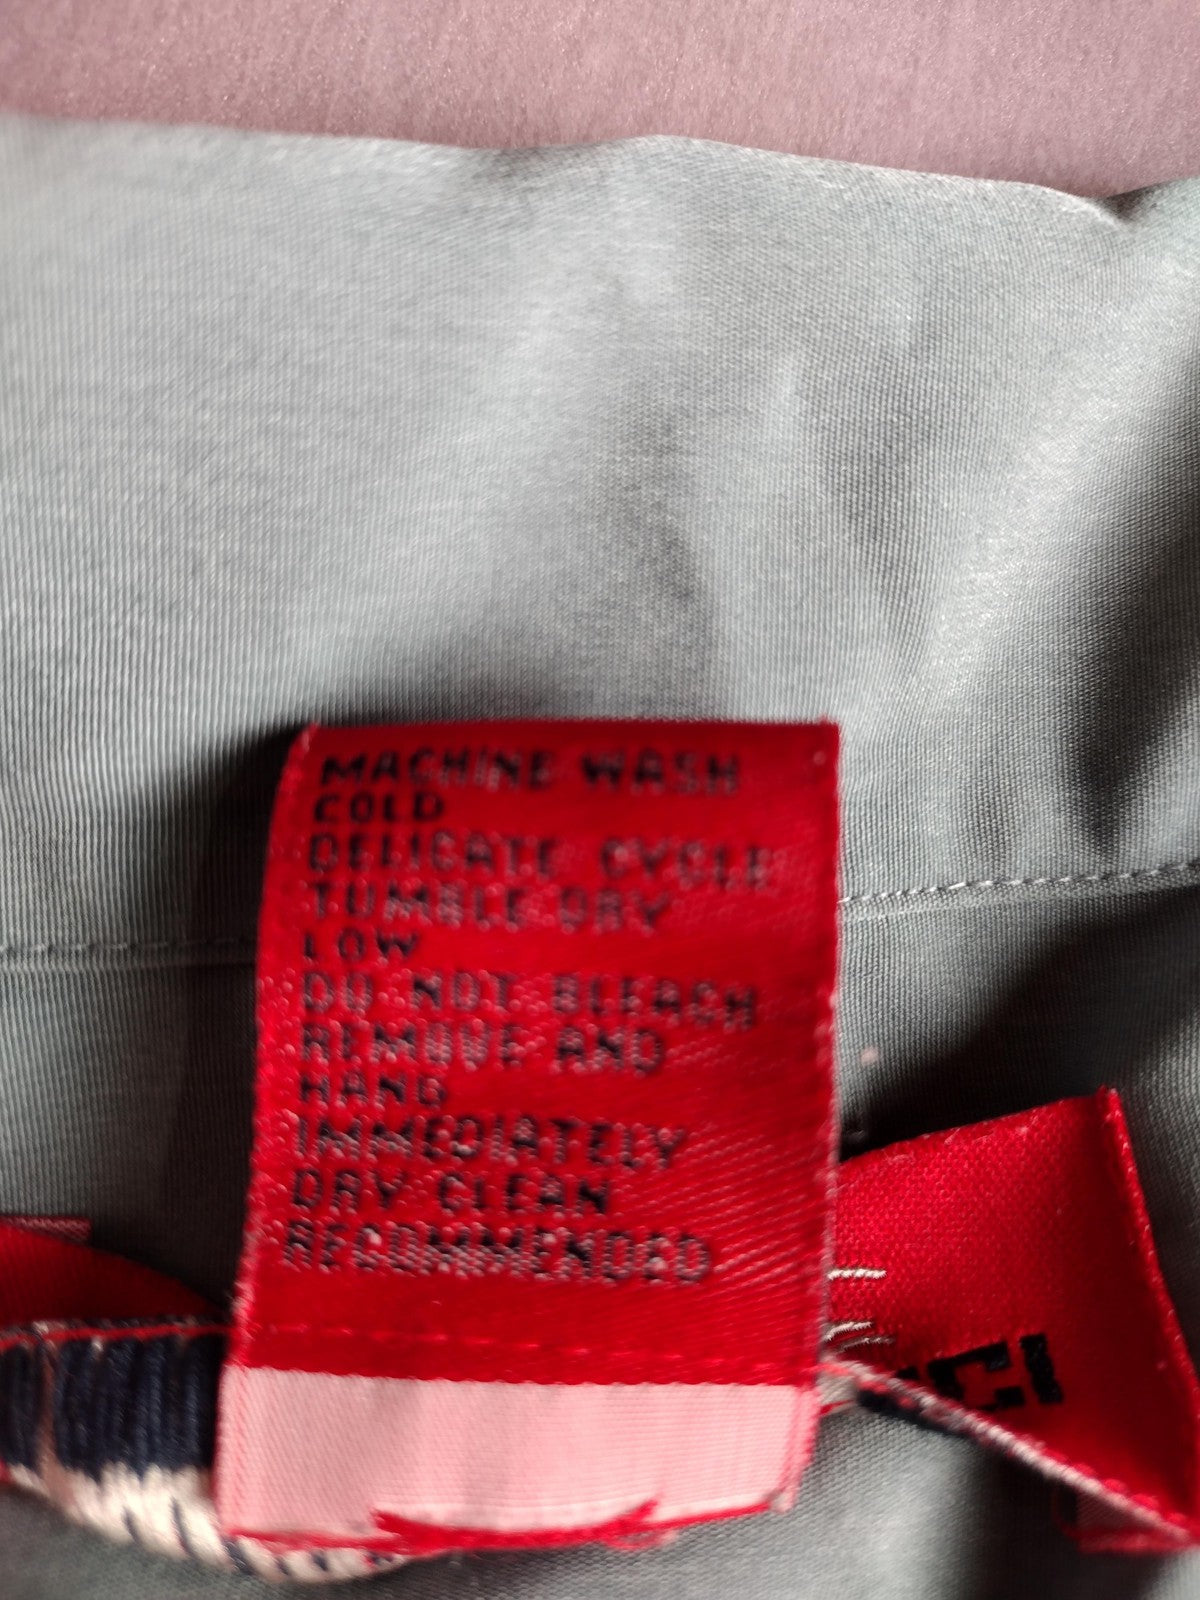 MACHINE WASH
COLD
DELICATE CYCLE
TUMBLE DRY
LOW
DO NOT BLEACH
REMOVE AND
HANG
IMMEDIATELY
DRY CLEAN
RECOMMENDED